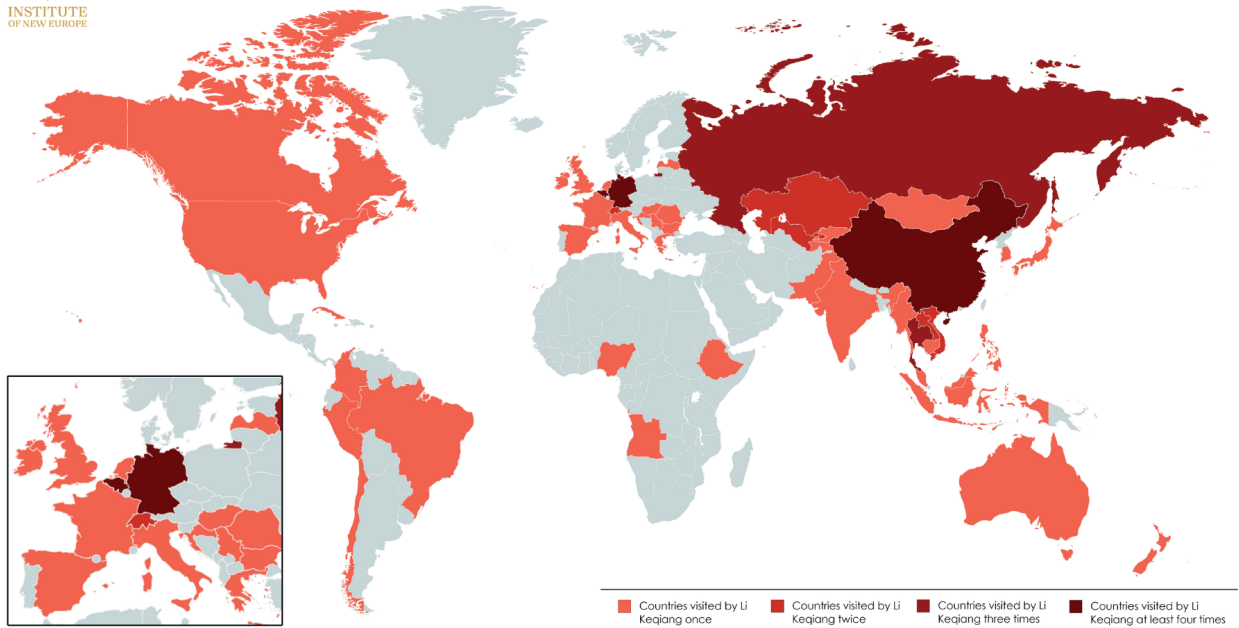 INSTITUTE
OF NEW EUROPE
Countries visited by Li
Keqiang once
Countries visited by Li
Keqiang twice
Countries visited by Li
Keqiang three times
Countries visited by Li
Keqiang at least four times